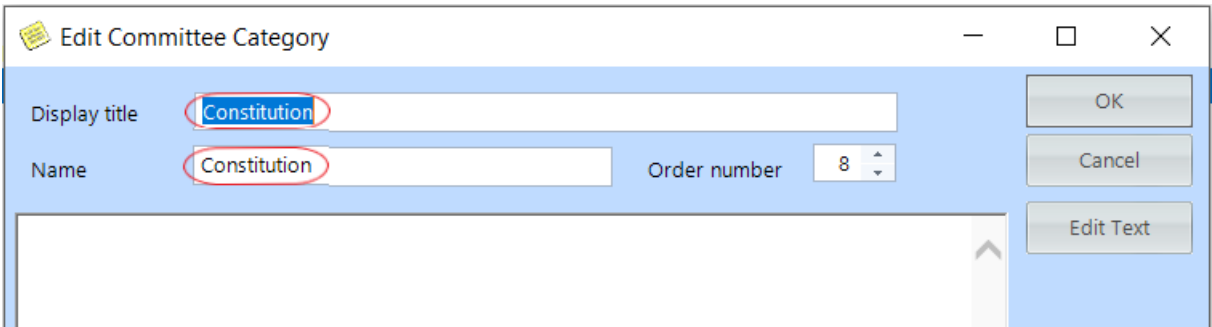 Edit Committee Category
Display title Constitution OK
Name Constitution Order number 8 Cancel
Edit Text